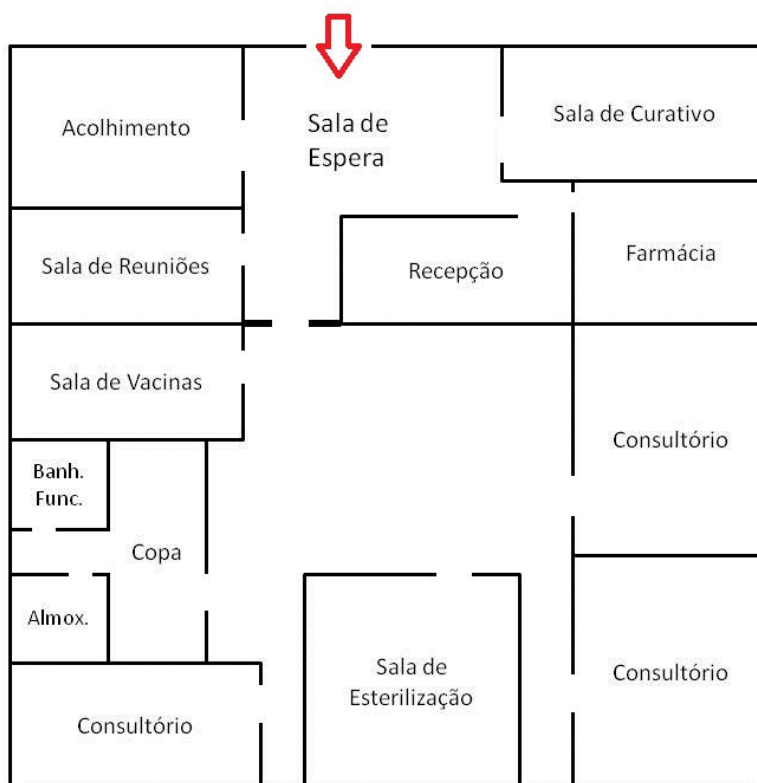 Acolhimento
Sala de
Espera
Sala de Curativo
Sala de Reuniões
Recepção
Farmácia
Sala de Vacinas
Consultório
Banh.
Func.
Copa
Almox.
Sala de
Esterilização
Consultório
Consultório